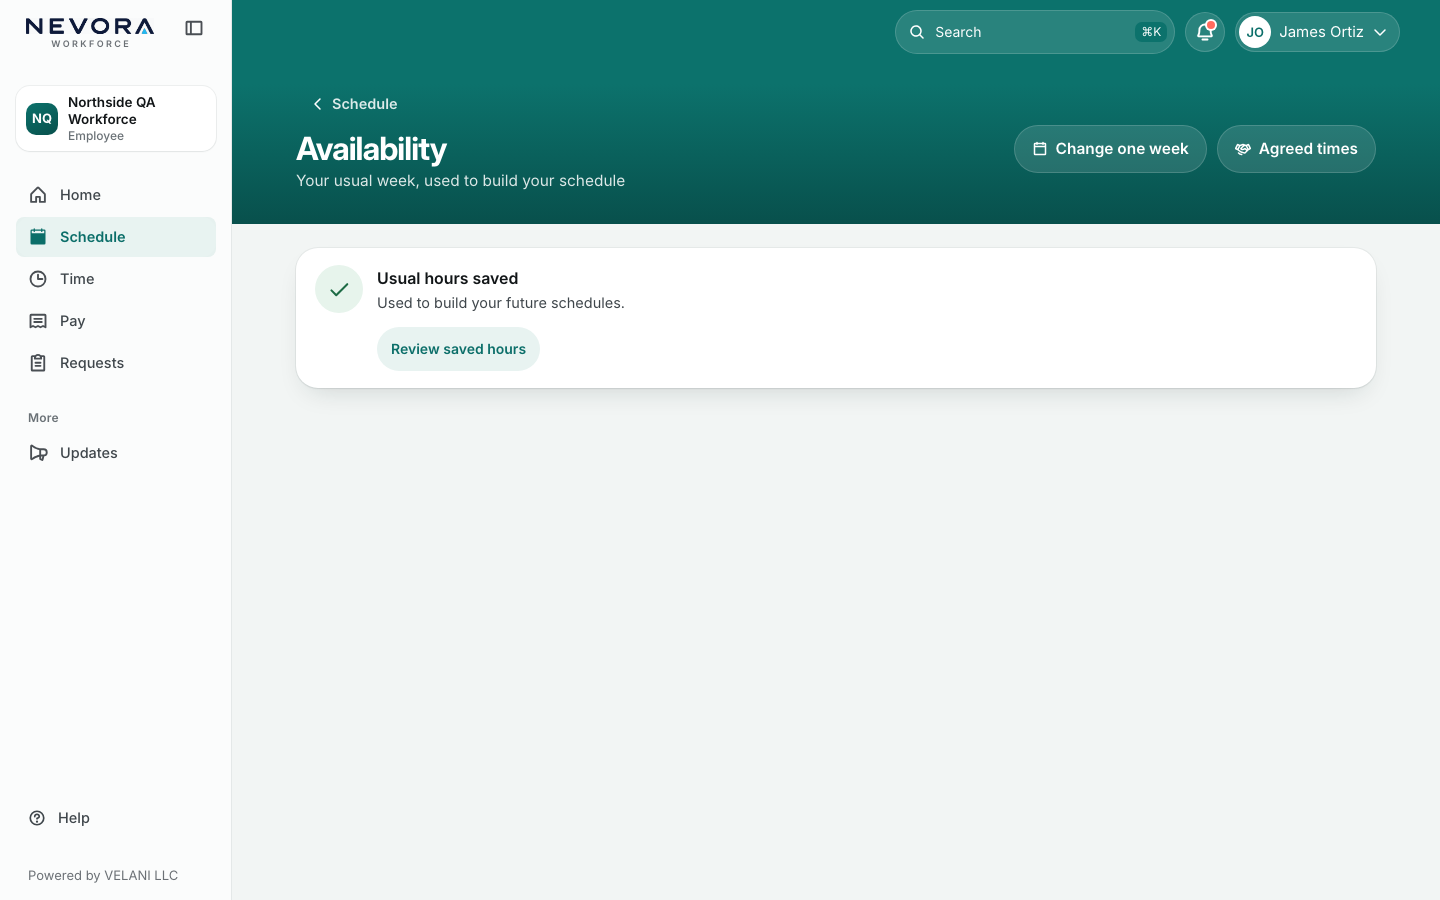 NEVORA
WORKFORCE
Search
⌘K
JO
James Ortiz
NQ
Northside QA
Workforce
Employee
Home
Schedule
Time
Pay
Requests
More
Updates
Help
Powered by VELANI LLC
Schedule
Availability
Your usual week, used to build your schedule
Change one week
Agreed times
Usual hours saved
Used to build your future schedules.
Review saved hours